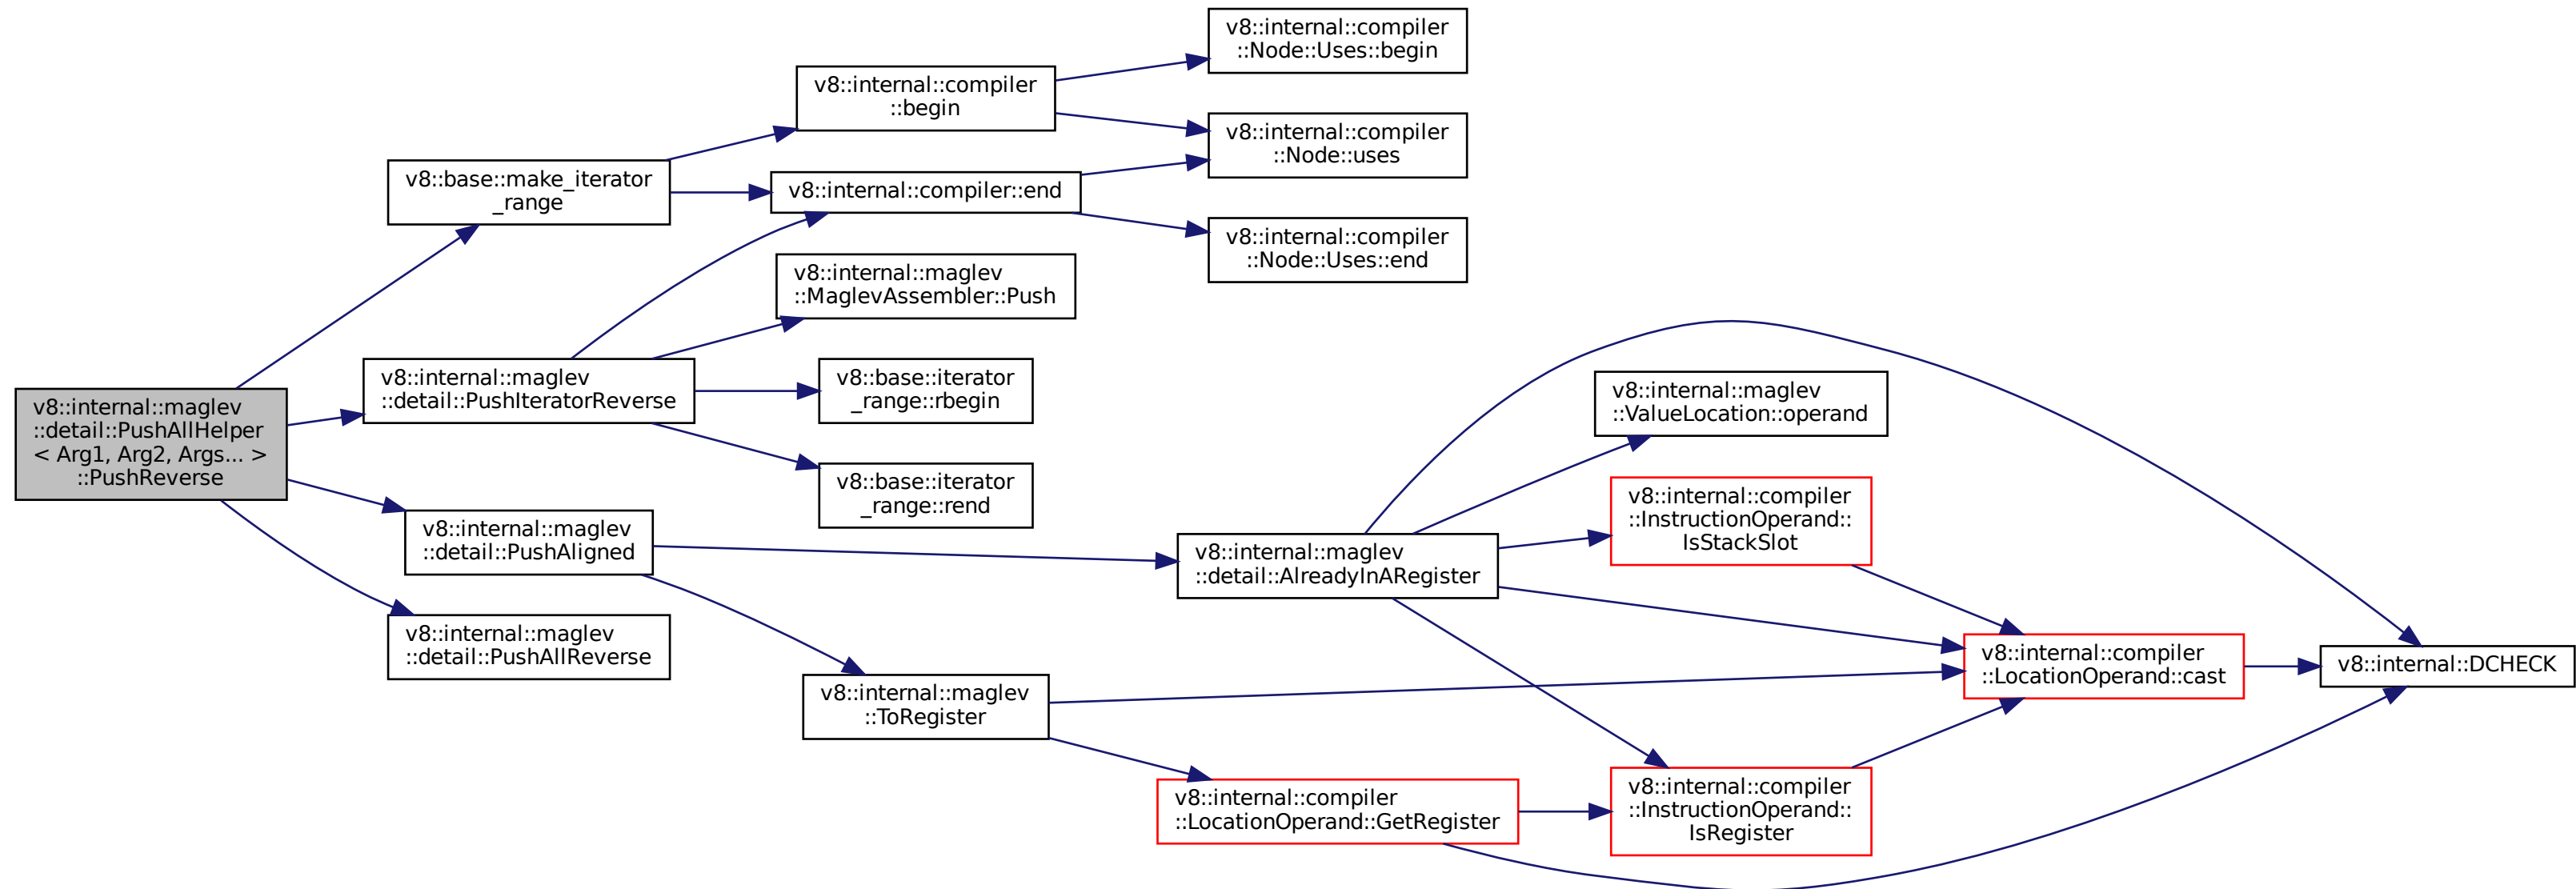 v8::internal::maglev
::detail::PushAllHelper
< Arg1, Arg2, Args... >
::PushReverse
v8::base::make_iterator
_range
v8::internal::compiler
::begin
v8::internal::compiler
::Node::Uses::begin
v8::internal::compiler
::Node::uses
v8::internal::compiler::end
v8::internal::compiler
::Node::Uses::end
v8::internal::maglev
::detail::PushIteratorReverse
v8::internal::maglev
::MaglevAssembler::Push
v8::base::iterator
_range::rbegin
v8::base::iterator
_range::rend
v8::internal::maglev
::detail::PushAligned
v8::internal::maglev
::detail::AlreadyInARegister
v8::internal::maglev
::ValueLocation::operand
v8::internal::compiler
::InstructionOperand::
IsStackSlot
v8::internal::compiler
::LocationOperand::cast
v8::internal::DCHECK
v8::internal::maglev
::detail::PushAllReverse
v8::internal::maglev
::ToRegister
v8::internal::compiler
::LocationOperand::GetRegister
v8::internal::compiler
::InstructionOperand::
IsRegister